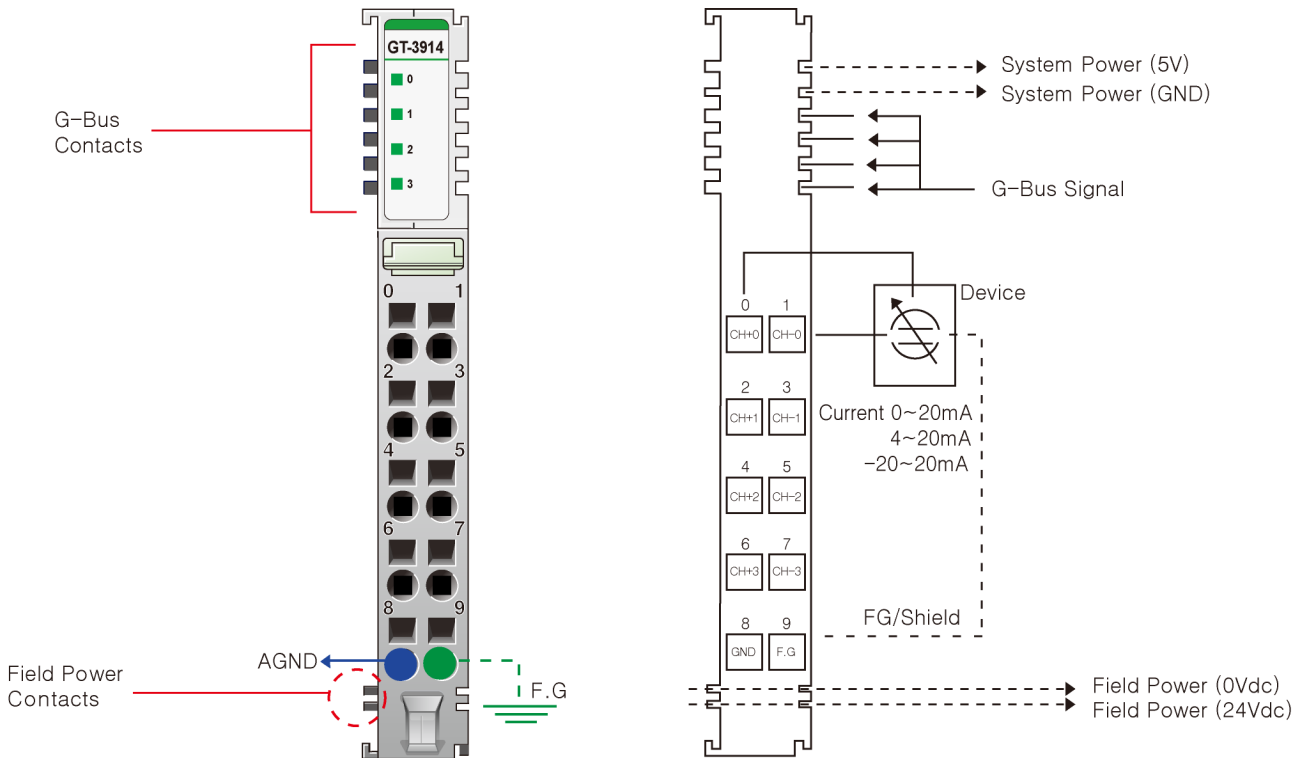 GT-3914
0
1
2
3
G-Bus
Contacts
0 1
2 3
4 5
6 7
8 9
AGND
F.G
Field Power
Contacts
System Power (5V)
System Power (GND)
G-Bus Signal
Device
0 1
CH+0 CH-0
2 3
CH+1 CH-1
Current 0~20mA
4~20mA
-20~20mA
4 5
CH+2 CH-2
6 7
CH+3 CH-3
FG/Shield
8 9
GND F.G
Field Power (0Vdc)
Field Power (24Vdc)